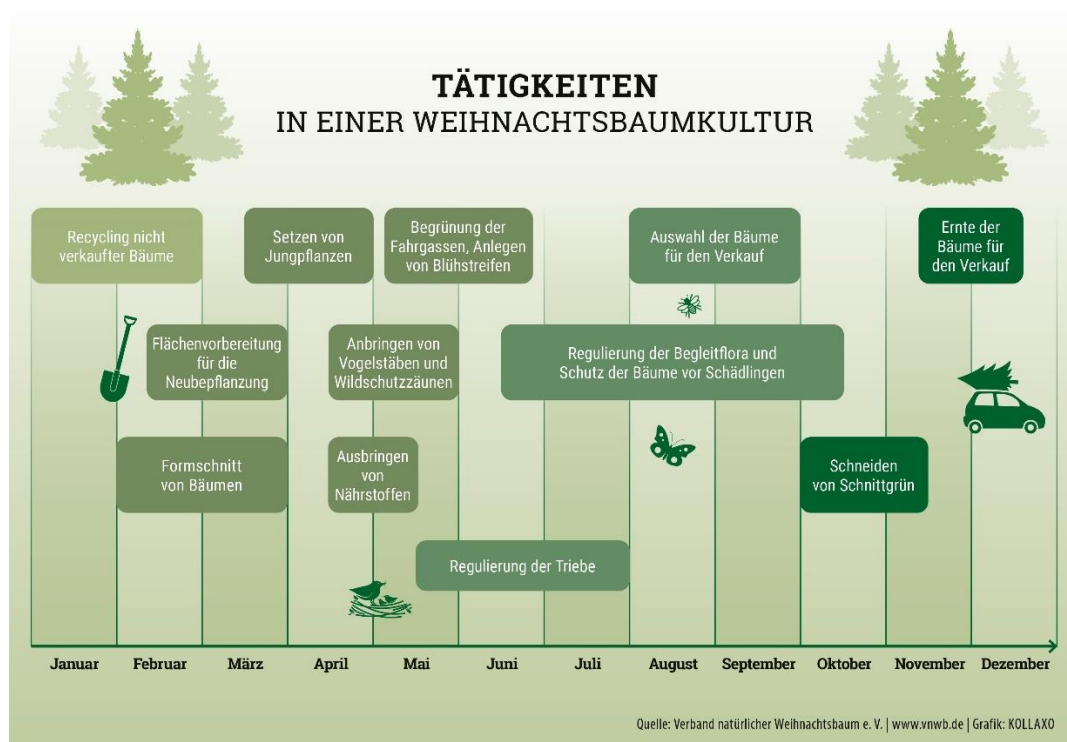 TÄTIGKEITEN
IN EINER WEIHNACHTSBAUMKULTUR
Recycling nicht
verkaufter Bäume
Setzen von
Jungpflanzen
Begrünung der
Fahrgassen, Anlegen
von Blühstreifen
Auswahl der Bäume
für den Verkauf
Ernte der
Bäume für
den Verkauf
Flächenvorbereitung
für die
Neubepflanzung
Anbringen von
Vogelstäben und
Wildschutzzäunen
Regulierung der Begleitflora und
Schutz der Bäume vor Schädlingen
Formschnitt
von Bäumen
Ausbringen
von
Nährstoffen
Schneiden
von Schnittgrün
Regulierung der Triebe
Januar Februar März April Mai Juni Juli August September Oktober November Dezember
Quelle: Verband natürlicher Weihnachtsbaum e. V. | www.vnwb.de | Grafik: KOLLAXO